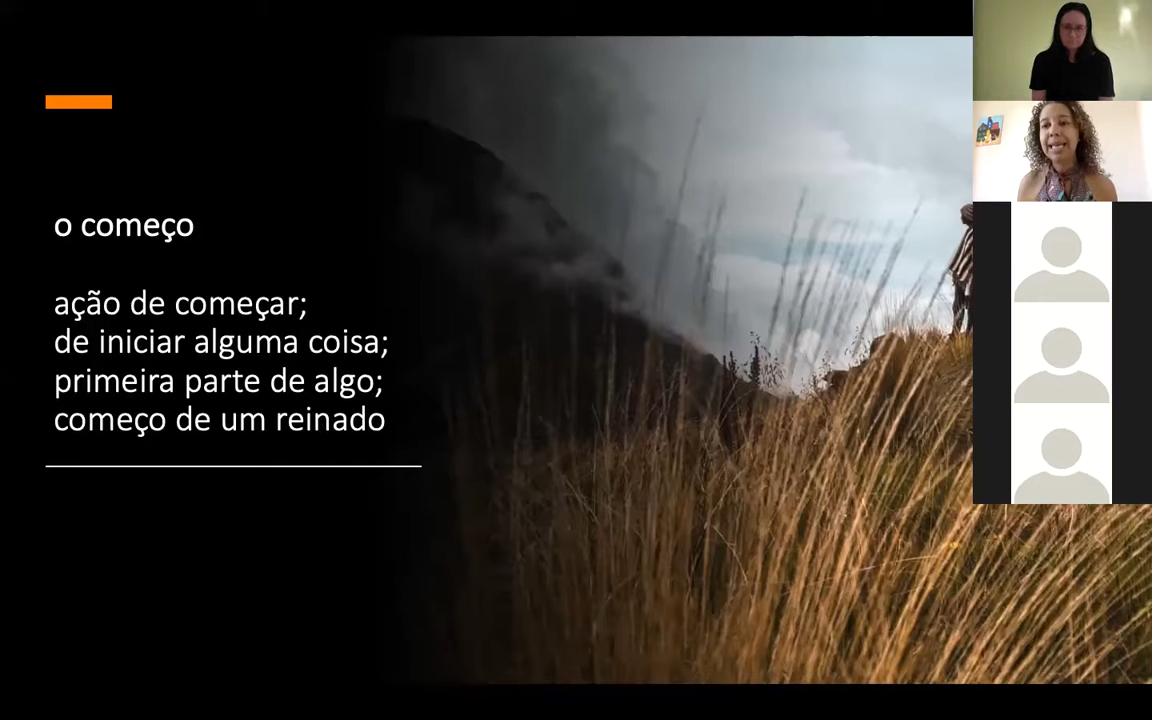 o começo
ação de começar;
de iniciar alguma coisa;
primeira parte de algo;
começo de um reinado